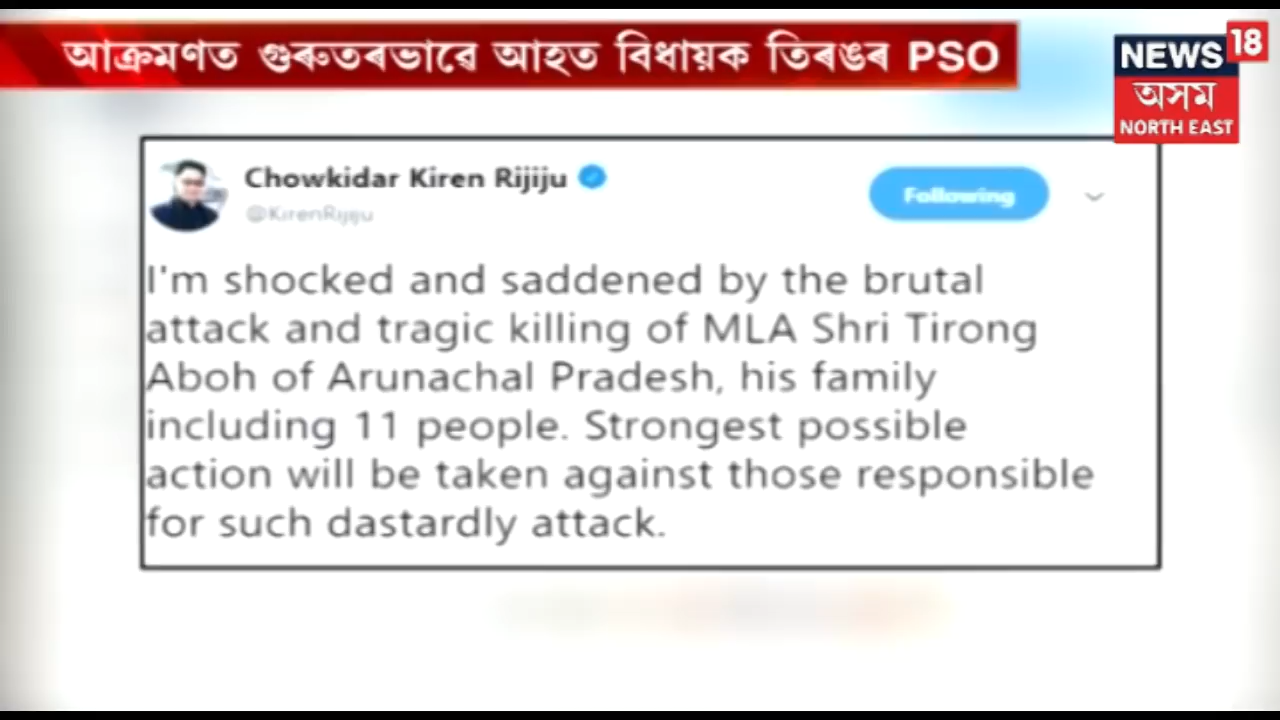 আক্ৰমণত গুৰুতৰভাৱে আহত বিধায়ক তিৰঙৰ PSO
NEWS 18
অসম
NORTH EAST
Chowkidar Kiren Rijiju
@KirenRijiju
Following
I'm shocked and saddened by the brutal
attack and tragic killing of MLA Shri Tirong
Aboh of Arunachal Pradesh, his family
including 11 people. Strongest possible
action will be taken against those responsible
for such dastardly attack.